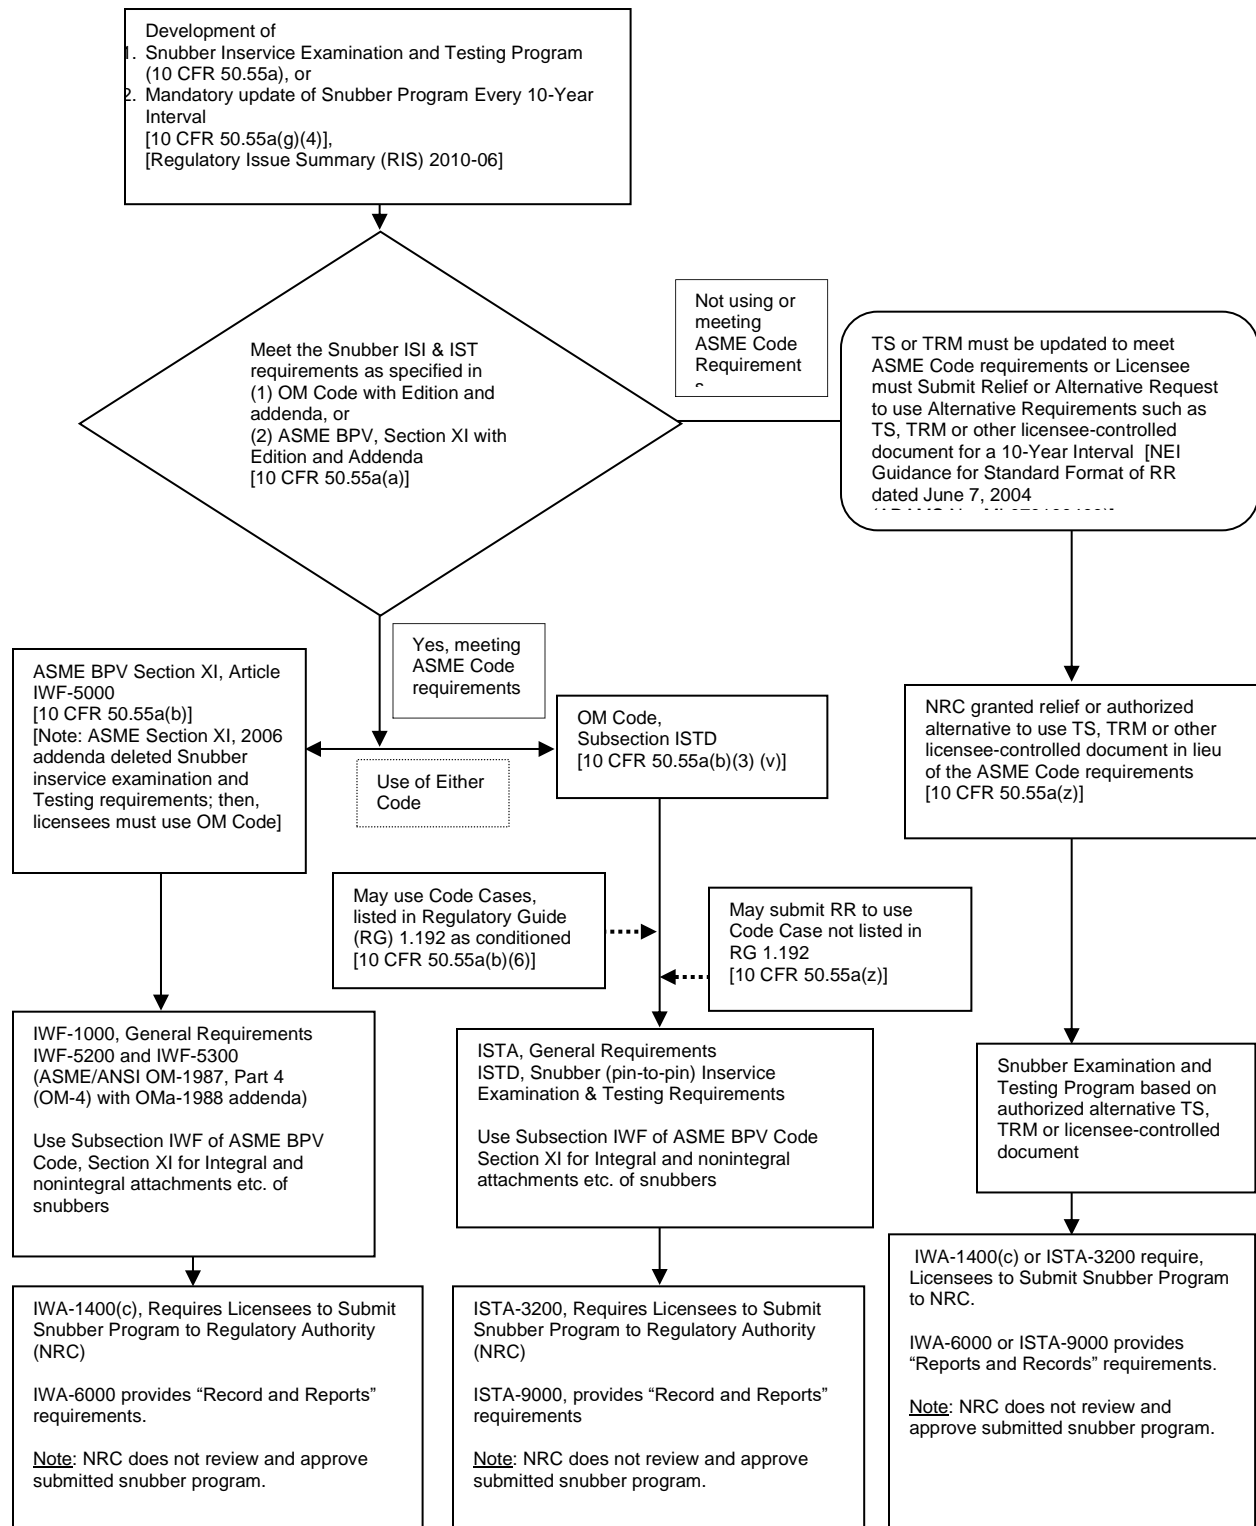 Development of
1. Snubber Inservice Examination and Testing Program
(10 CFR 50.55a), or
2. Mandatory update of Snubber Program Every 10-Year
Interval
[10 CFR 50.55a(g)(4)],
[Regulatory Issue Summary (RIS) 2010-06]
Meet the Snubber ISI & IST
requirements as specified in
(1) OM Code with Edition and
addenda, or
(2) ASME BPV, Section XI with
Edition and Addenda
[10 CFR 50.55a(a)]
Not using or
meeting
ASME Code
Requirement
s
TS or TRM must be updated to meet
ASME Code requirements or Licensee
must Submit Relief or Alternative Request
to use Alternative Requirements such as
TS, TRM or other licensee-controlled
document for a 10-Year Interval [NEI
Guidance for Standard Format of RR
dated June 7, 2004
Yes, meeting
ASME Code
requirements
ASME BPV Section XI, Article
IWF-5000
[10 CFR 50.55a(b)]
[Note: ASME Section XI, 2006
addenda deleted Snubber
inservice examination and
Testing requirements; then,
licensees must use OM Code]
Use of Either
Code
OM Code,
Subsection ISTD
[10 CFR 50.55a(b)(3) (v)]
NRC granted relief or authorized
alternative to use TS, TRM or other
licensee-controlled document in lieu
of the ASME Code requirements
[10 CFR 50.55a(z)]
May use Code Cases,
listed in Regulatory Guide
(RG) 1.192 as conditioned
[10 CFR 50.55a(b)(6)]
May submit RR to use
Code Case not listed in
RG 1.192
[10 CFR 50.55a(z)]
IWF-1000, General Requirements
IWF-5200 and IWF-5300
(ASME/ANSI OM-1987, Part 4
(OM-4) with OMa-1988 addenda)
Use Subsection IWF of ASME BPV
Code, Section XI for Integral and
nonintegral attachments etc. of
snubbers
ISTA, General Requirements
ISTD, Snubber (pin-to-pin) Inservice
Examination & Testing Requirements
Use Subsection IWF of ASME BPV Code
Section XI for Integral and nonintegral
attachments etc. of snubbers
Snubber Examination and
Testing Program based on
authorized alternative TS,
TRM or licensee-controlled
document
IWA-1400(c), Requires Licensees to Submit
Snubber Program to Regulatory Authority
(NRC)
IWA-6000 provides “Record and Reports”
requirements.
Note: NRC does not review and approve
submitted snubber program.
ISTA-3200, Requires Licensees to Submit
Snubber Program to Regulatory Authority
(NRC)
ISTA-9000, provides “Record and Reports”
requirements
Note: NRC does not review and approve
submitted snubber program.
IWA-1400(c) or ISTA-3200 require,
Licensees to Submit Snubber Program
to NRC.
IWA-6000 or ISTA-9000 provides
“Reports and Records” requirements.
Note: NRC does not review and
approve submitted snubber program.